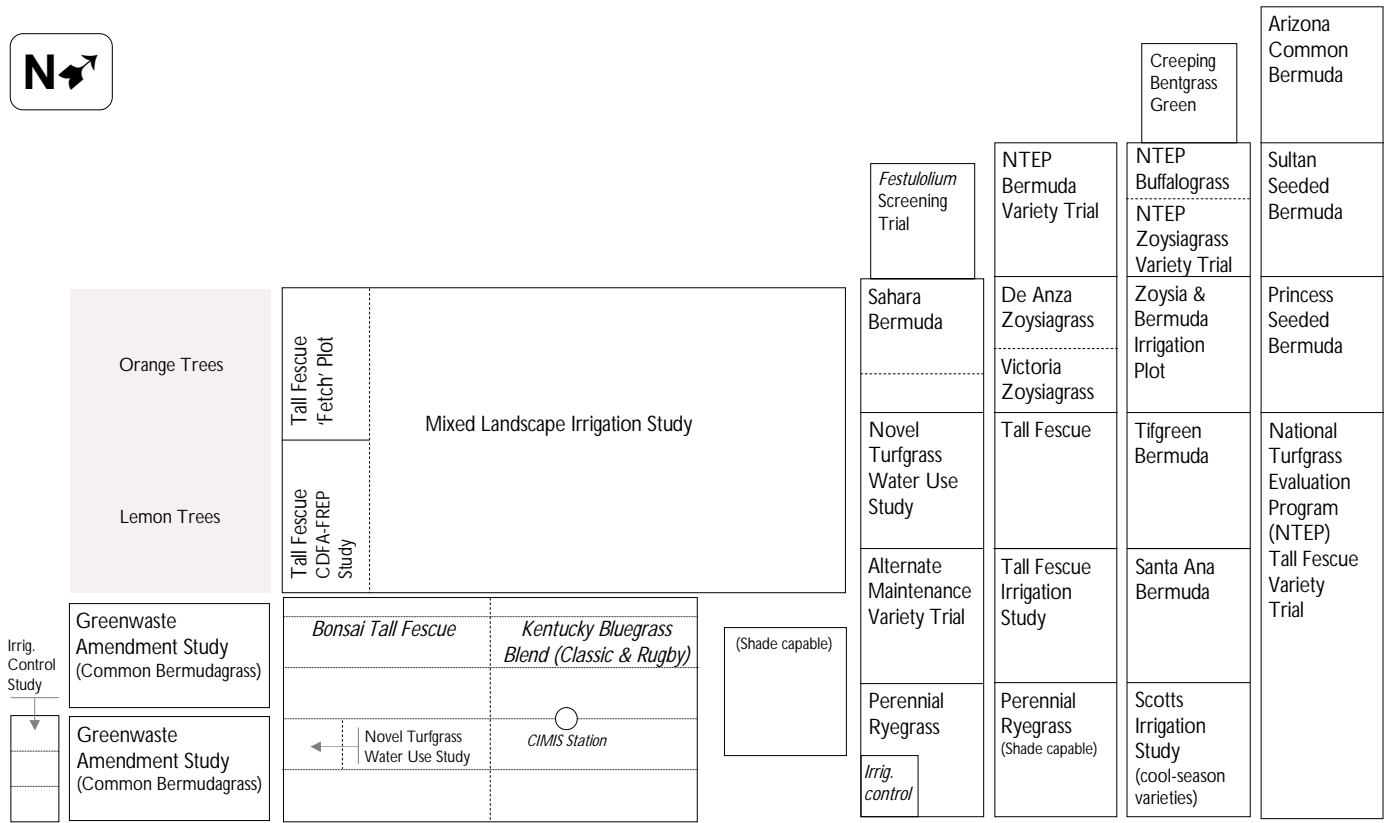 N
Arizona
Common
Bermuda
Creeping
Bentgrass
Green
Festulolium
Screening
Trial
NTEP
Bermuda
Variety Trial
NTEP
Buffalograss
NTEP
Zoysiagrass
Variety Trial
Sultan
Seeded
Bermuda
Orange Trees
Lemon Trees
Tall Fescue
'Fetch' Plot
Tall Fescue
CDFA-FREP
Study
Mixed Landscape Irrigation Study
Sahara
Bermuda
De Anza
Zoysiagrass
Victoria
Zoysiagrass
Zoysia &
Bermuda
Irrigation
Plot
Princess
Seeded
Bermuda
Novel
Turfgrass
Water Use
Study
Tall Fescue
Tifgreen
Bermuda
National
Turfgrass
Evaluation
Program
(NTEP)
Tall Fescue
Variety
Trial
Alternate
Maintenance
Variety Trial
Tall Fescue
Irrigation
Study
Santa Ana
Bermuda
Irrig.
Control
Study
Greenwaste
Amendment Study
(Common Bermudagrass)
Greenwaste
Amendment Study
(Common Bermudagrass)
Bonsai Tall Fescue
Kentucky Bluegrass
Blend (Classic & Rugby)
Novel Turfgrass
Water Use Study
CIMIS Station
(Shade capable)
Perennial
Ryegrass
Irrig.
control
Perennial
Ryegrass
(Shade capable)
Scotts
Irrigation
Study
(cool-season
varieties)